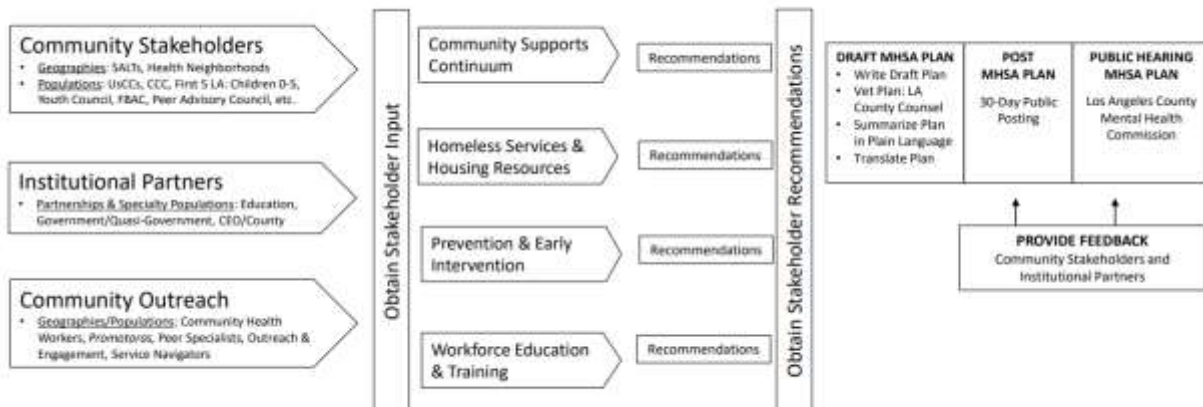 Community Stakeholders
• Geographies: SALTs, Health Neighborhoods
• Populations: UsCCs, CCC, First 5 LA: Children 0-5,
Youth Council, FBAC, Peer Advisory Council, etc.
Institutional Partners
• Partnerships & Specialty Populations: Education,
Government/Quasi-Government, CEO/County
Community Outreach
• Geographies/Populations: Community Health
Workers, Promotoras, Peer Specialists, Outreach &
Engagement, Service Navigators
Obtain Stakeholder Input
Community Supports
Continuum
Recommendations
Homeless Services &
Housing Resources
Recommendations
Prevention & Early
Intervention
Recommendations
Workforce Education
& Training
Recommendations
Obtain Stakeholder Recommendations
DRAFT MHSA PLAN
• Write Draft Plan
• Vet Plan: LA
County Counsel
• Summarize Plan
in Plain Language
• Translate Plan
POST
MHSA PLAN
30-Day Public
Posting
PUBLIC HEARING
MHSA PLAN
Los Angeles County
Mental Health
Commission
PROVIDE FEEDBACK
Community Stakeholders and
Institutional Partners